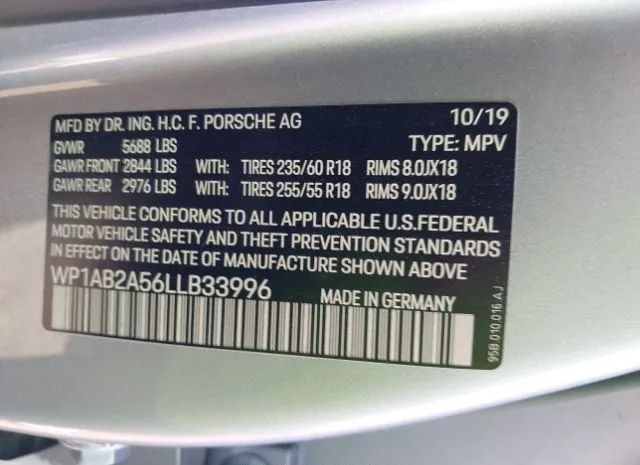 MFD BY DR. ING. H.C. F. PORSCHE AG 10/19
GVWR 5688 LBS TYPE: MPV
GAWR FRONT 2844 LBS WITH: TIRES 235/60 R18 RIMS 8.0JX18
GAWR REAR 2976 LBS WITH: TIRES 255/55 R18 RIMS 9.0JX18
THIS VEHICLE CONFORMS TO ALL APPLICABLE U.S.FEDERAL
MOTOR VEHICLE SAFETY AND THEFT PREVENTION STANDARDS
IN EFFECT ON THE DATE OF MANUFACTURE SHOWN ABOVE
WP1AB2A56LLB33996 MADE IN GERMANY
95B.010.016 A J